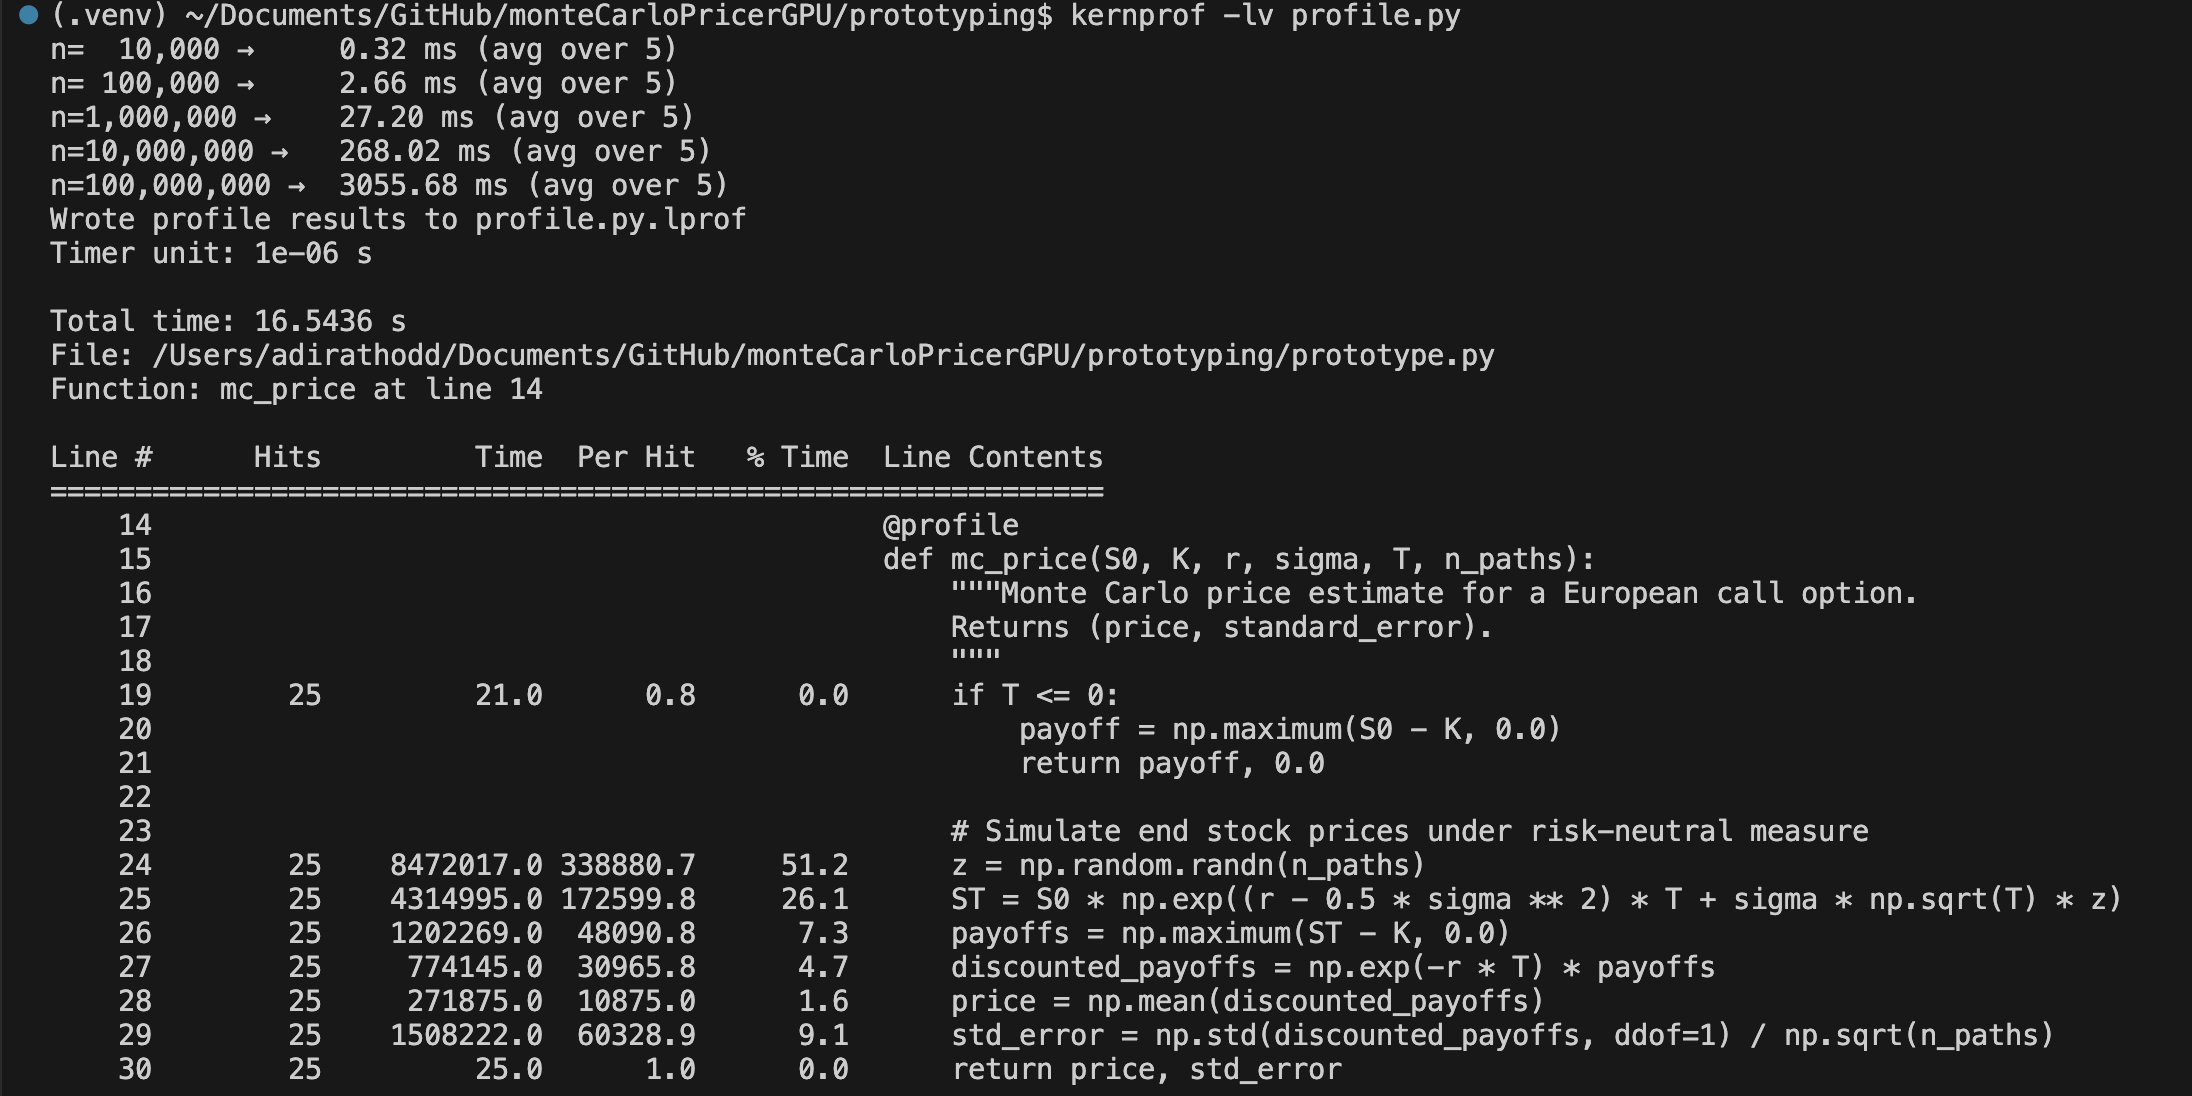 (.venv) ~/Documents/GitHub/monteCarloPricerGPU/prototyping$ kernprof -lv profile.py
n=  10,000 →     0.32 ms (avg over 5)
n= 100,000 →     2.66 ms (avg over 5)
n=1,000,000 →    27.20 ms (avg over 5)
n=10,000,000 →   268.02 ms (avg over 5)
n=100,000,000 →  3055.68 ms (avg over 5)
Wrote profile results to profile.py.lprof
Timer unit: 1e-06 s

Total time: 16.5436 s
File: /Users/adirathodd/Documents/GitHub/monteCarloPricerGPU/prototyping/prototype.py
Function: mc_price at line 14

Line #      Hits         Time  Per Hit   % Time  Line Contents
==============================================================
    14                                           @profile
    15                                           def mc_price(S0, K, r, sigma, T, n_paths):
    16                                               """Monte Carlo price estimate for a European call option.
    17                                               Returns (price, standard_error).
    18                                               """
    19        25         21.0      0.8      0.0      if T <= 0:
    20                                                   payoff = np.maximum(S0 - K, 0.0)
    21                                                   return payoff, 0.0
    22
    23                                               # Simulate end stock prices under risk-neutral measure
    24        25    8472017.0 338880.7     51.2      z = np.random.randn(n_paths)
    25        25    4314995.0 172599.8     26.1      ST = S0 * np.exp((r - 0.5 * sigma ** 2) * T + sigma * np.sqrt(T) * z)
    26        25    1202269.0  48090.8      7.3      payoffs = np.maximum(ST - K, 0.0)
    27        25     774145.0  30965.8      4.7      discounted_payoffs = np.exp(-r * T) * payoffs
    28        25     271875.0  10875.0      1.6      price = np.mean(discounted_payoffs)
    29        25    1508222.0  60328.9      9.1      std_error = np.std(discounted_payoffs, ddof=1) / np.sqrt(n_paths)
    30        25         25.0      1.0      0.0      return price, std_error